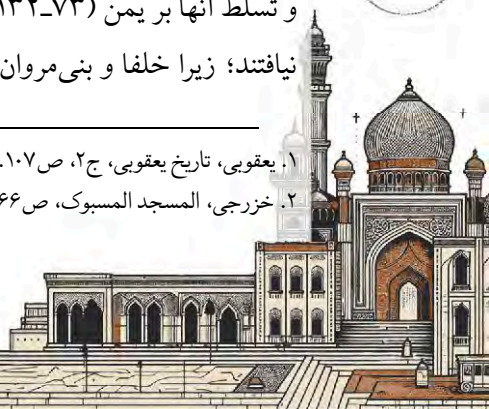 و تسلط آنها بر یمن (۷۳ـ۱۳۲
نیافتند؛ زیرا خلفا و بنی‌مروان
۱. یعقوبی، تاریخ یعقوبی، ج۲، ص۱۰۷.
۲. خزرجی، المسجد المسبوک، ص۶۶